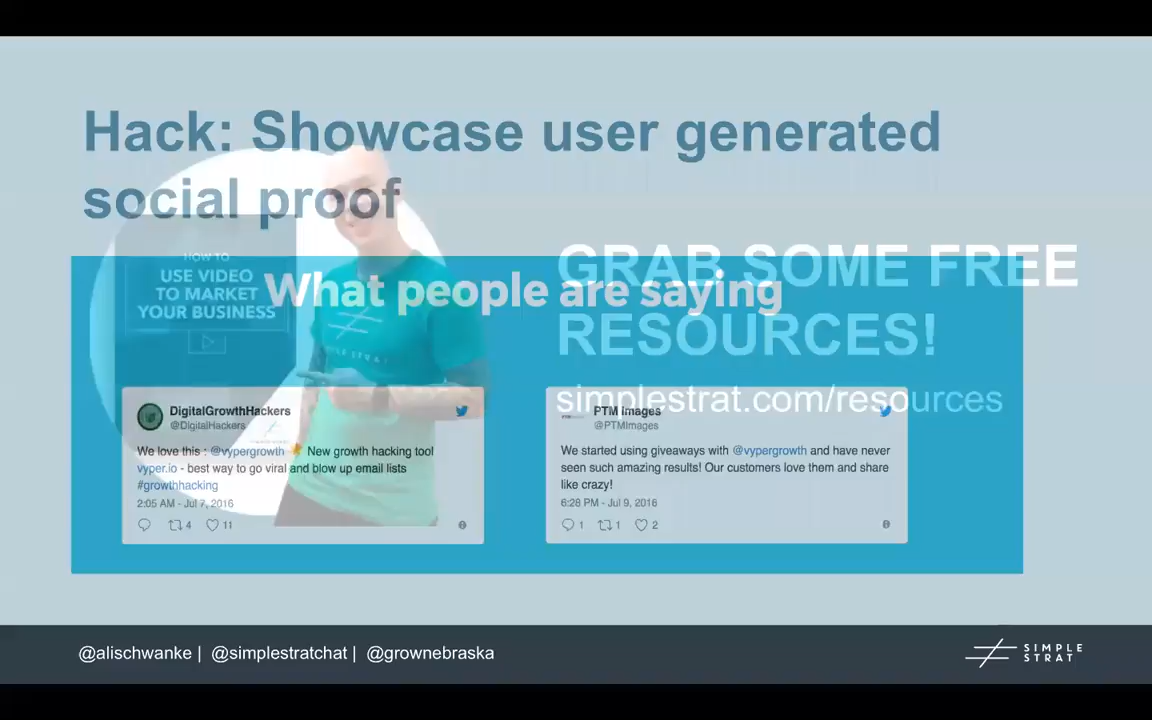 Hack: Showcase user generated
social proof
HOW TO
USE VIDEO
TO MARKET
YOUR BUSINESS
What people are saying
GRAB SOME FREE
RESOURCES!
simplestrat.com/resources
DigitalGrowthHackers
@DigitalHackers
We love this : @vypergrowth New growth hacking tool
vyper.io - best way to go viral and blow up email lists
#growthhacking
2:05 AM - Jul 7, 2016
4 11
PTM Images
@PTMImages
We started using giveaways with @vypergrowth and have never
seen such amazing results! Our customers love them and share
like crazy!
6:28 PM - Jul 9, 2016
1 1 2
@alischwanke | @simplestratchat | @grownebraska
SIMPLE
STRAT